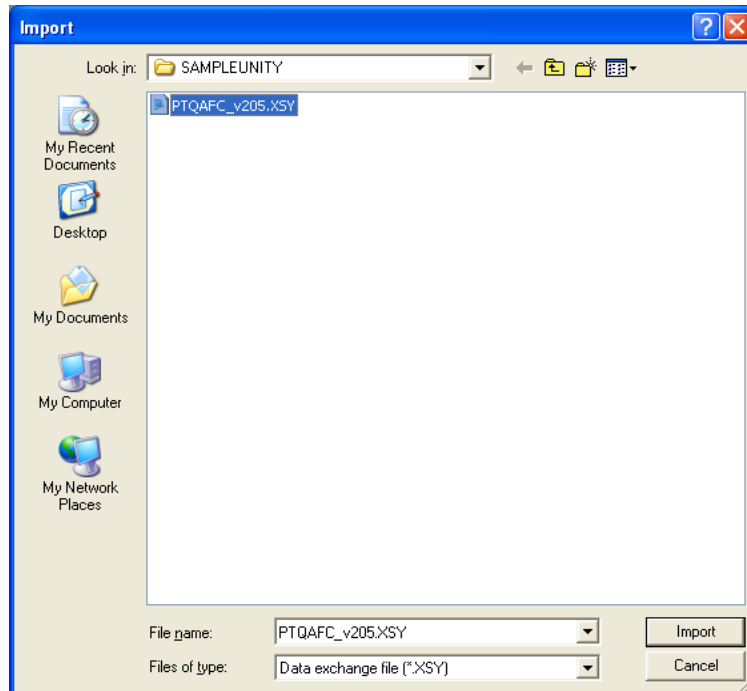 Import
Look in: SAMPLEUNITY
PTQAFC_v205.XSY
My Recent
Documents
Desktop
My Documents
My Computer
My Network
Places
File name: PTQAFC_v205.XSY Import
Files of type: Data exchange file (*.XSY) Cancel